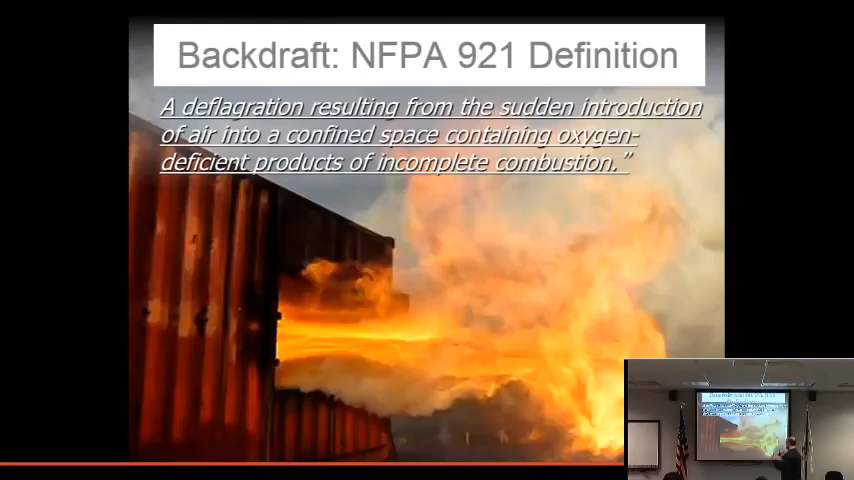 Backdraft: NFPA 921 Definition
A deflagration resulting from the sudden introduction
of air into a confined space containing oxygen-
deficient products of incomplete combustion.”